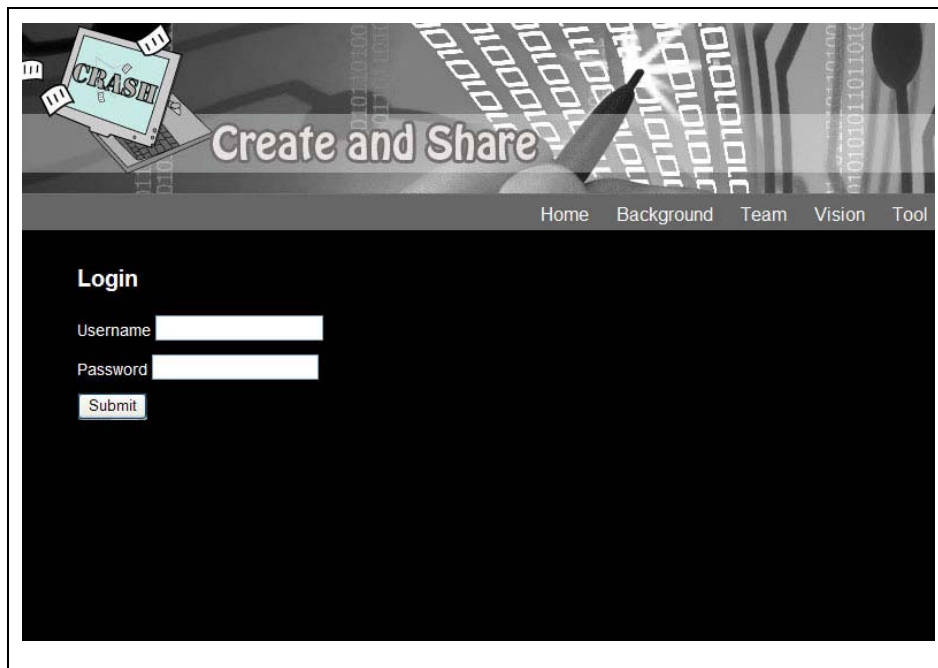 CRASH
Create and Share
Home Background Team Vision Tool
Login
Username
Password
Submit